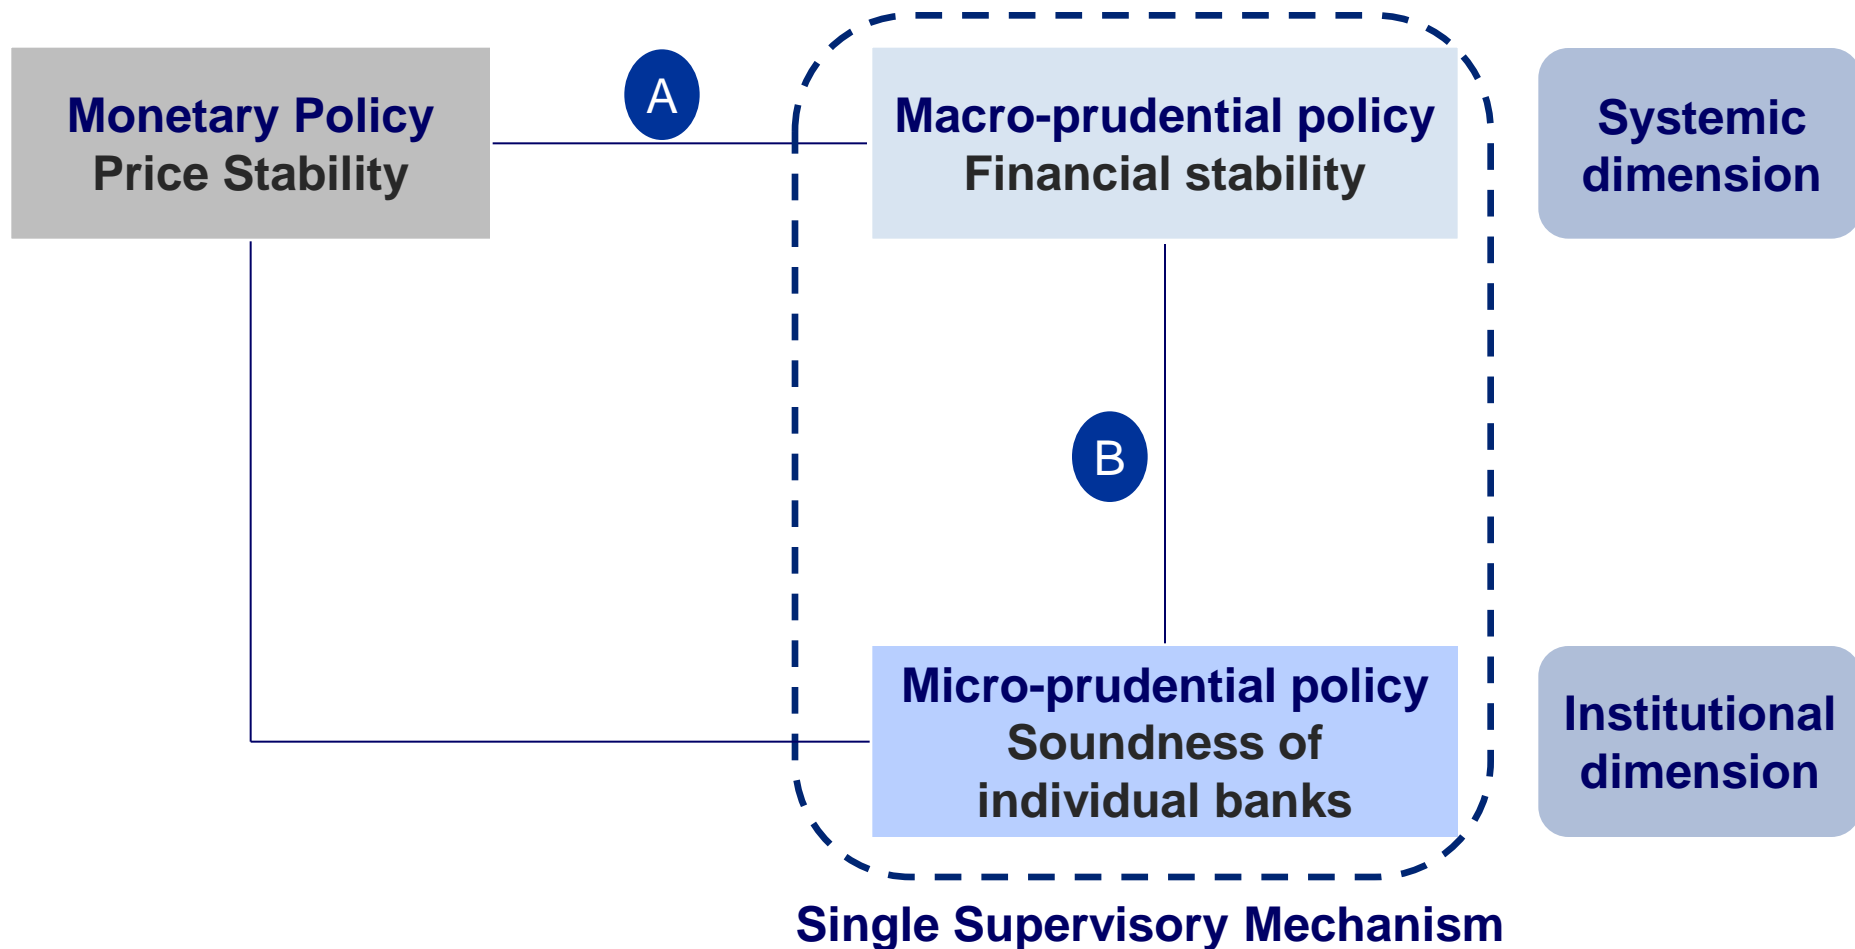 Monetary Policy
Price Stability
A
Macro-prudential policy
Financial stability
Systemic
dimension
B
Micro-prudential policy
Soundness of
individual banks
Institutional
dimension
Single Supervisory Mechanism